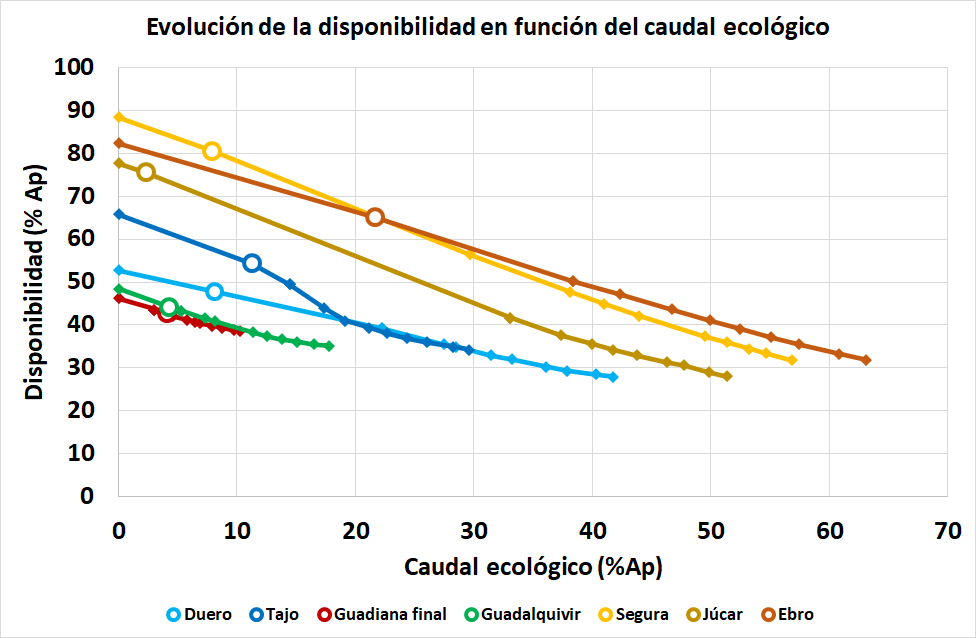 Evolución de la disponibilidad en función del caudal ecológico
Disponibilidad (% Ap)
100
90
80
70
60
50
40
30
20
10
0
0 10 20 30 40 50 60 70
Caudal ecológico (%Ap)
Duero Tajo Guadiana final Guadalquivir Segura Júcar Ebro